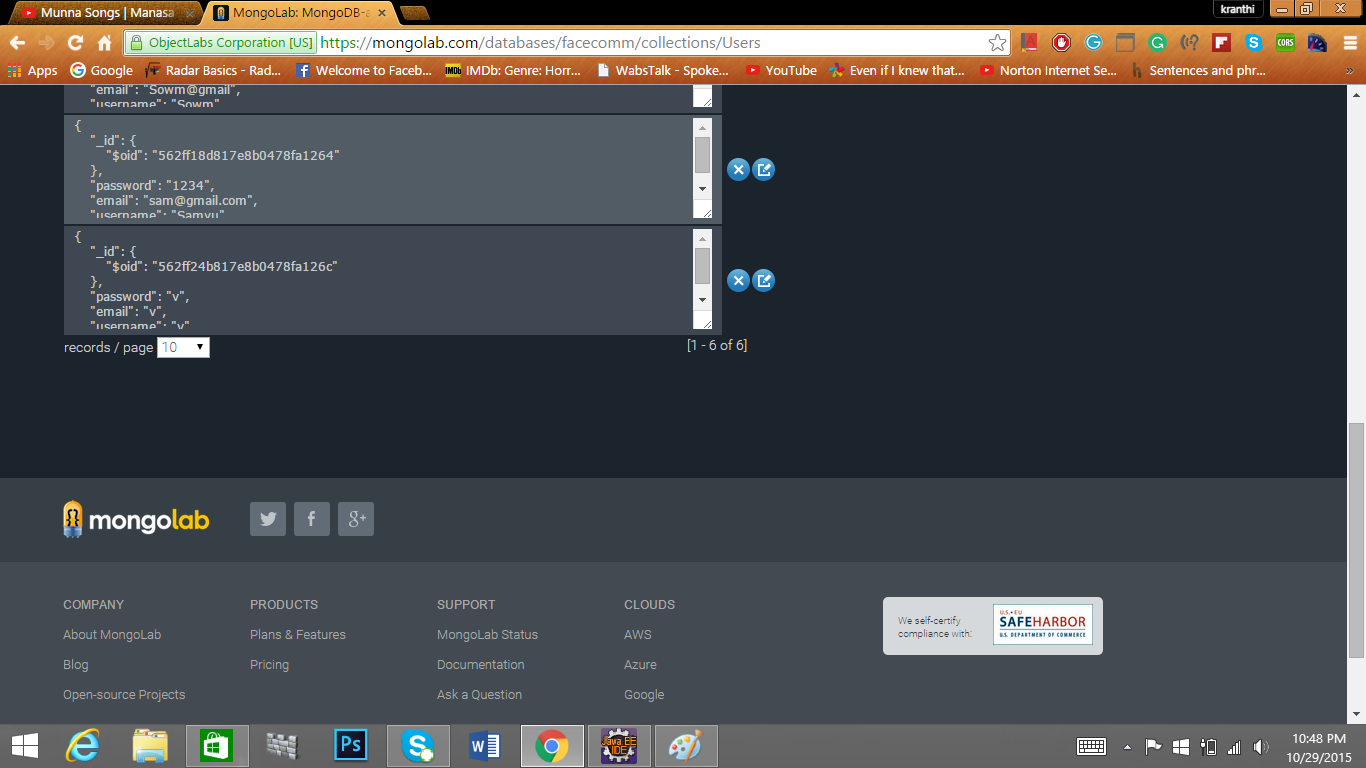 Munna Songs | Manasa
MongoLab: MongoDB-a
kranthi
ObjectLabs Corporation [US]
https://mongolab.com/databases/facecomm/collections/Users
Apps
Google
Radar Basics - Rad...
Welcome to Faceb...
IMDb: Genre: Horr...
WabsTalk - Spoke...
YouTube
Even if I knew that...
Norton Internet Se...
Sentences and phr...
"email": "Sowm@gmail",
"username": "Sowm"
{
"_id": {
"$oid": "562ff18d817e8b0478fa1264"
},
"password": "1234",
"email": "sam@gmail.com",
"username": "Samyu"
{
"_id": {
"$oid": "562ff24b817e8b0478fa126c"
},
"password": "v",
"email": "v",
"username": "v"
records / page 10
[1 - 6 of 6]
mongolab
COMPANY
About MongoLab
Blog
Open-source Projects
PRODUCTS
Plans & Features
Pricing
SUPPORT
MongoLab Status
Documentation
Ask a Question
CLOUDS
AWS
Azure
Google
We self-certify
compliance with:
U.S. • EU
SAFEHARBOR
U.S. DEPARTMENT OF COMMERCE
Ps
Java EE
IDE
10:48 PM
10/29/2015